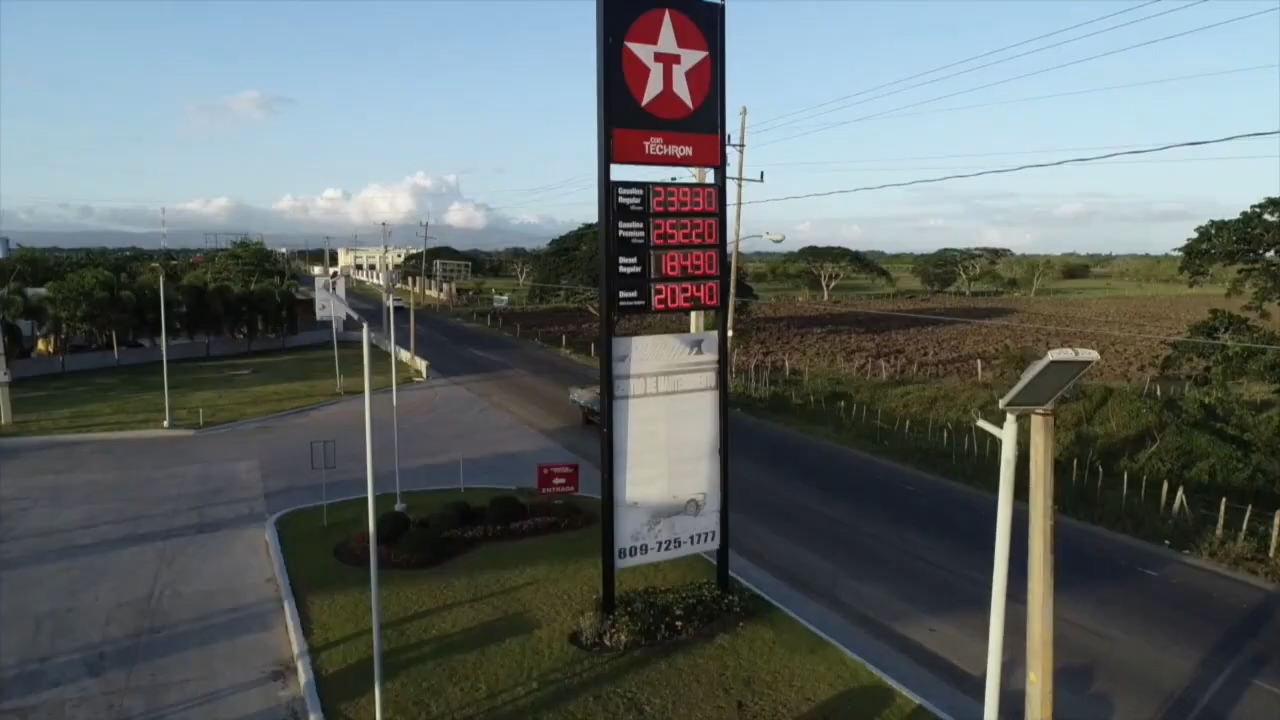 T
CON
TECHRON
Gasolina
Regular
239.30
Gasolina
Premium
252.20
Diesel
Regular
184.90
Diesel
202.40
ENTRADA
809-725-1777